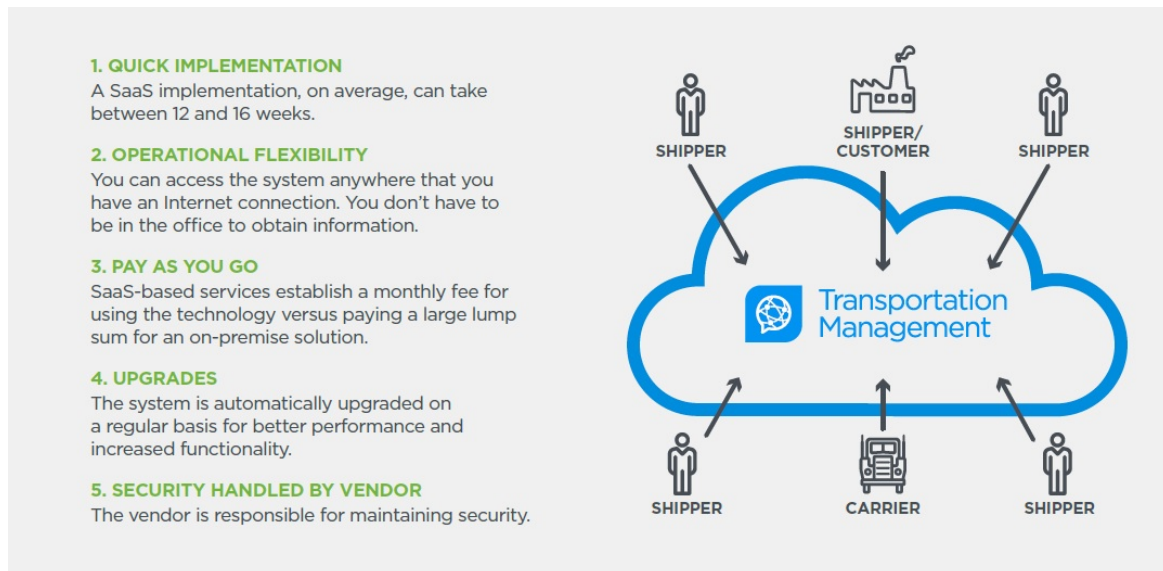 1. QUICK IMPLEMENTATION
A SaaS implementation, on average, can take
between 12 and 16 weeks.
2. OPERATIONAL FLEXIBILITY
You can access the system anywhere that you
have an Internet connection. You don’t have to
be in the office to obtain information.
3. PAY AS YOU GO
SaaS-based services establish a monthly fee for
using the technology versus paying a large lump
sum for an on-premise solution.
4. UPGRADES
The system is automatically upgraded on
a regular basis for better performance and
increased functionality.
5. SECURITY HANDLED BY VENDOR
The vendor is responsible for maintaining security.
SHIPPER
SHIPPER/
CUSTOMER
SHIPPER
Transportation
Management
SHIPPER
CARRIER
SHIPPER